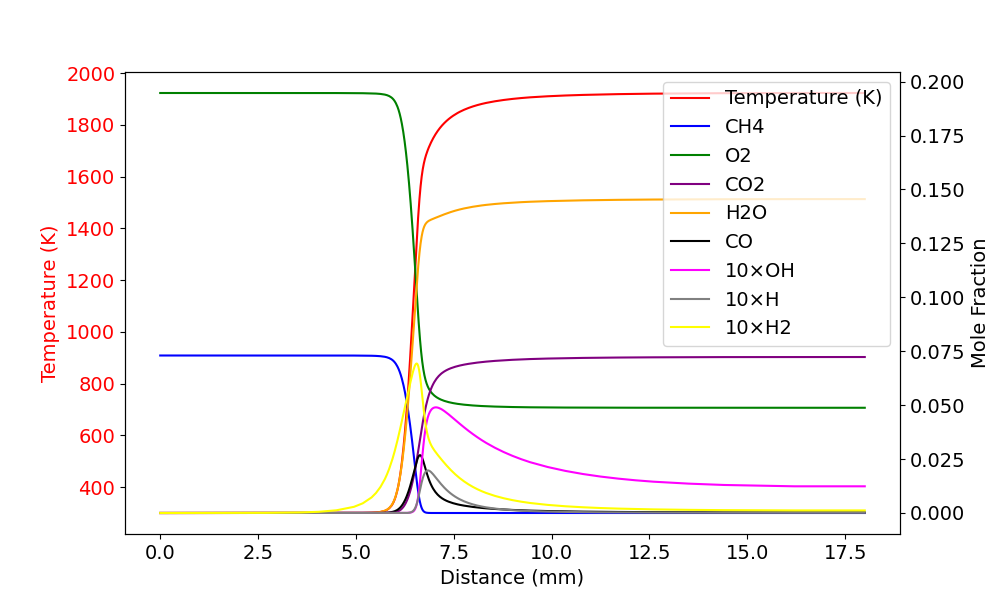 2000
1800
1600
1400
1200
1000
800
600
400
Temperature (K)
0.200
0.175
0.150
0.125
0.100
0.075
0.050
0.025
0.000
Mole Fraction
Temperature (K)
CH4
O2
CO2
H2O
CO
10×OH
10×H
10×H2
0.0 2.5 5.0 7.5 10.0 12.5 15.0 17.5
Distance (mm)